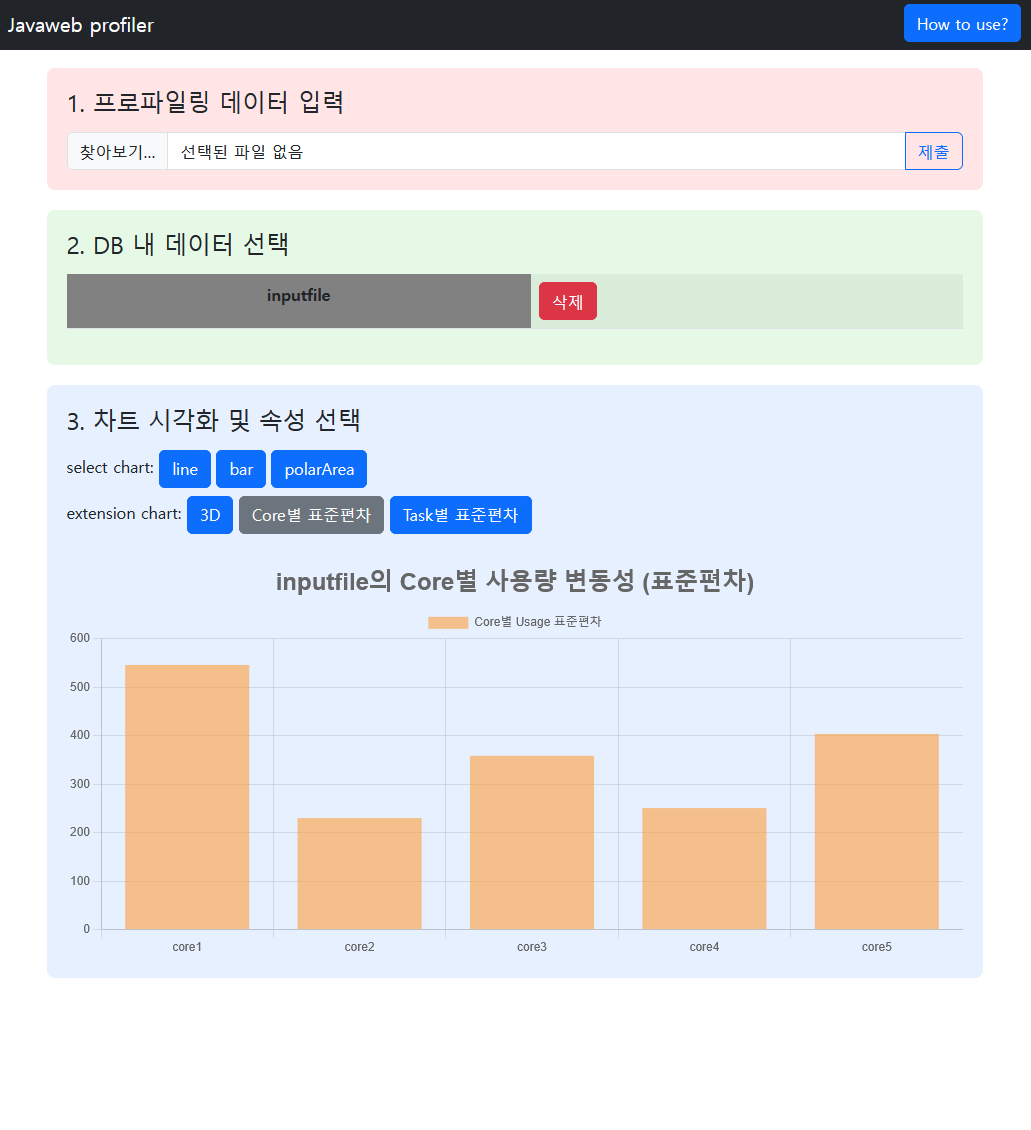 Javaweb profiler
How to use?
1. 프로파일링 데이터 입력
찾아보기... 선택된 파일 없음 제출
2. DB 내 데이터 선택
inputfile 삭제
3. 차트 시각화 및 속성 선택
select chart: line bar polarArea
extension chart: 3D Core별 표준편차 Task별 표준편차
inputfile의 Core별 사용량 변동성 (표준편차)
Core별 Usage 표준편차
600
500
400
300
200
100
0
core1 core2 core3 core4 core5